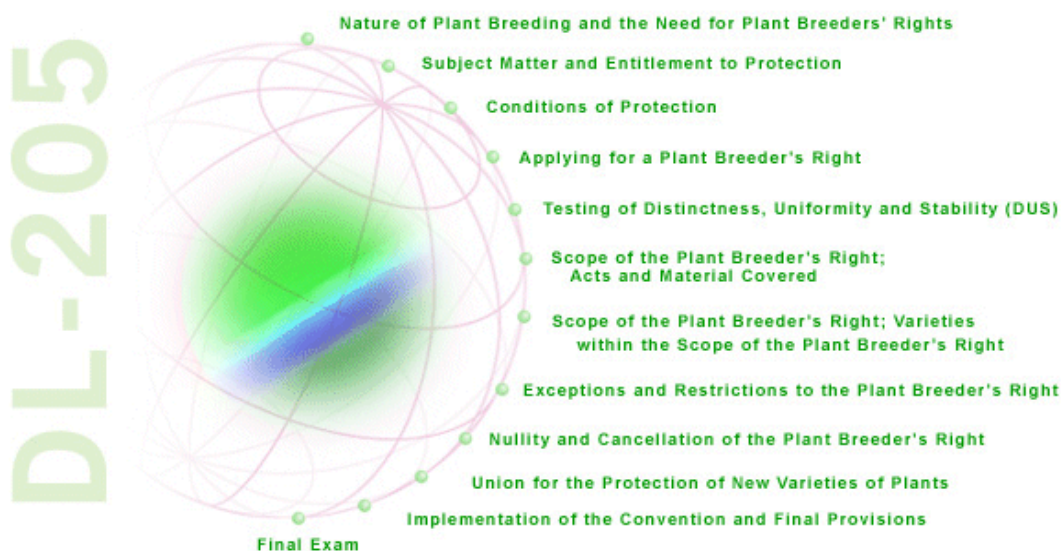 DL-205
Nature of Plant Breeding and the Need for Plant Breeders' Rights
Subject Matter and Entitlement to Protection
Conditions of Protection
Applying for a Plant Breeder's Right
Testing of Distinctness, Uniformity and Stability (DUS)
Scope of the Plant Breeder's Right;
Acts and Material Covered
Scope of the Plant Breeder's Right; Varieties
within the Scope of the Plant Breeder's Right
Exceptions and Restrictions to the Plant Breeder's Right
Nullity and Cancellation of the Plant Breeder's Right
Union for the Protection of New Varieties of Plants
Implementation of the Convention and Final Provisions
Final Exam